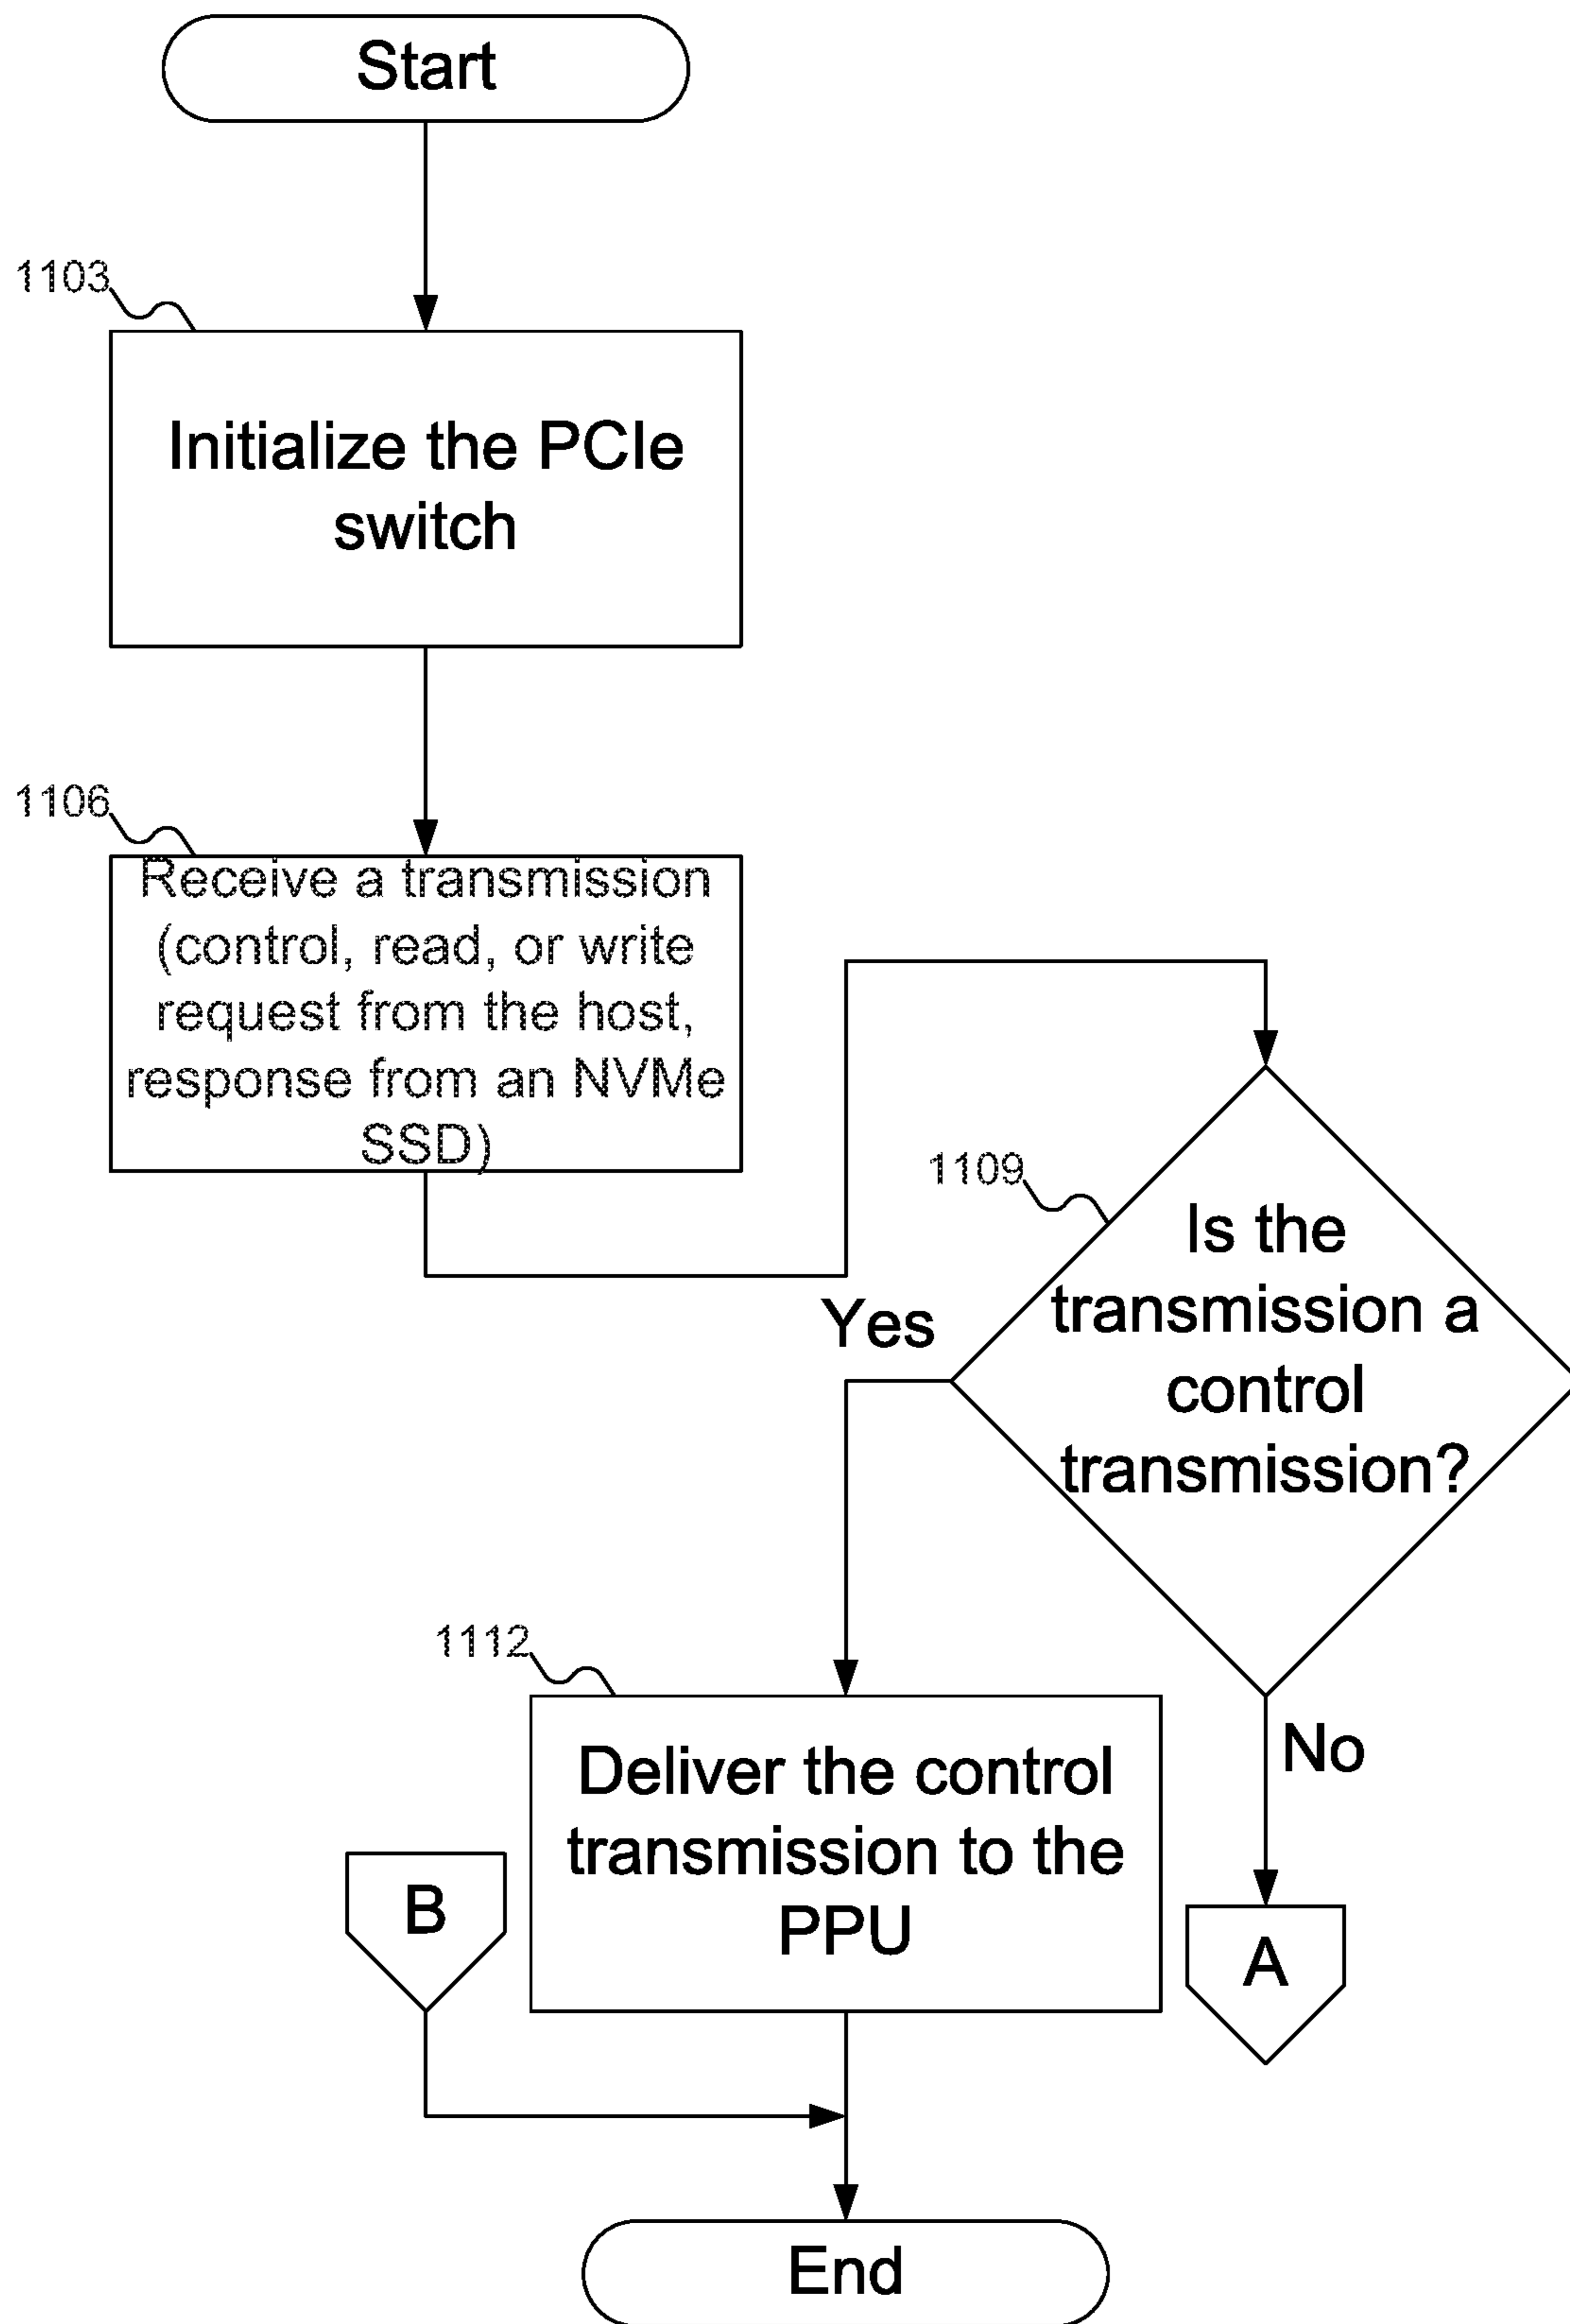 Start
1103
Initialize the PCIe
switch
1106
Receive a transmission
(control, read, or write
request from the host,
response from an NVMe
SSD)
1109
Is the
transmission a
control
transmission?
Yes
No
1112
Deliver the control
transmission to the
PPU
B
A
End